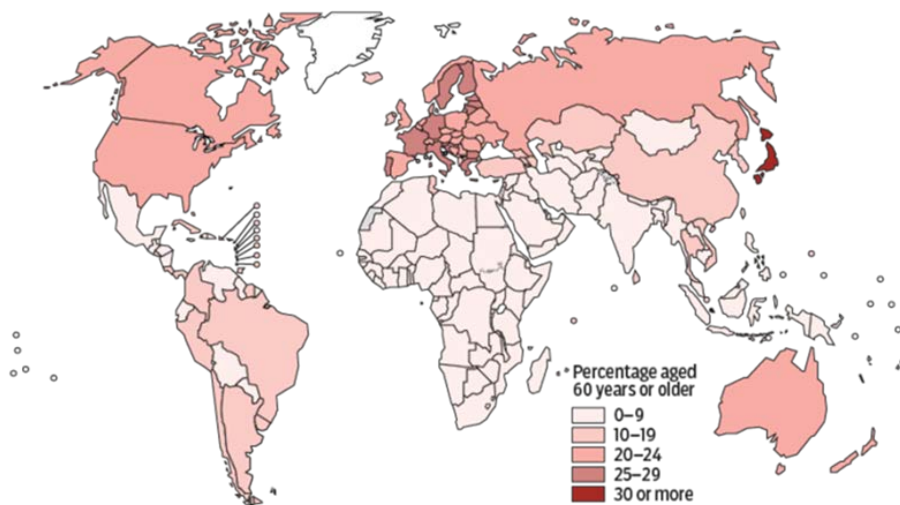 Percentage aged
60 years or older
0–9
10–19
20–24
25–29
30 or more